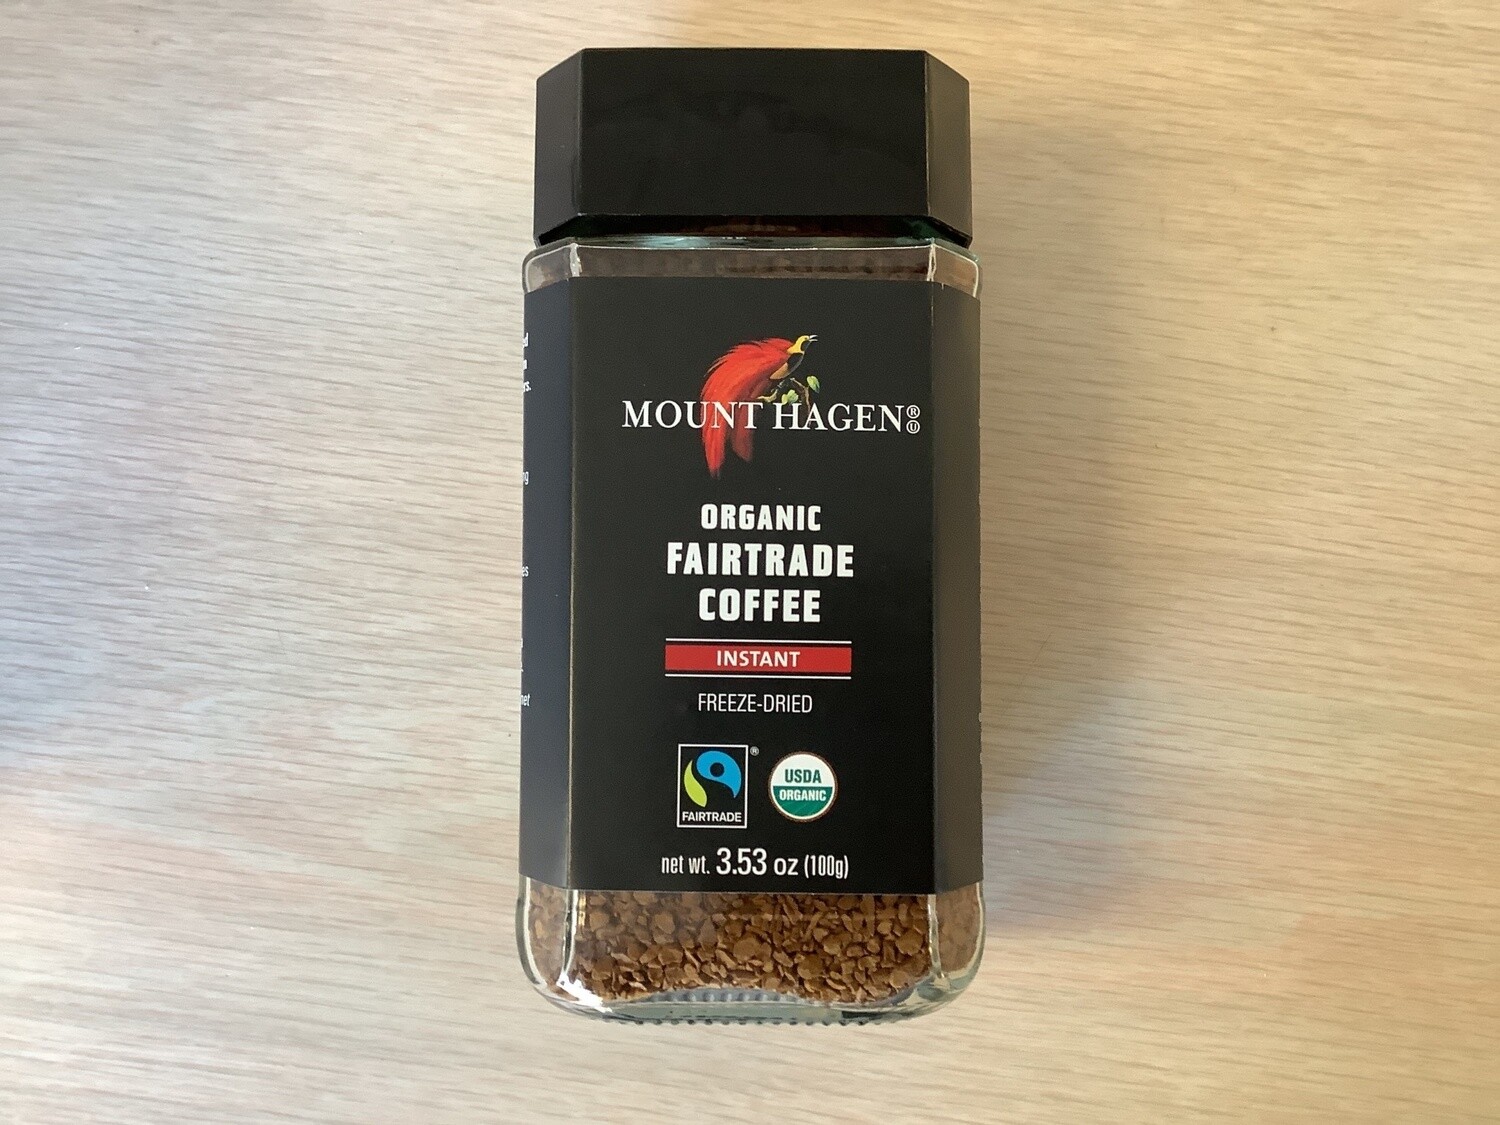 MOUNT HAGEN®
Ⓤ
ORGANIC
FAIRTRADE
COFFEE
INSTANT
FREEZE-DRIED
®
FAIRTRADE
USDA
ORGANIC
net wt. 3.53 oz (100g)